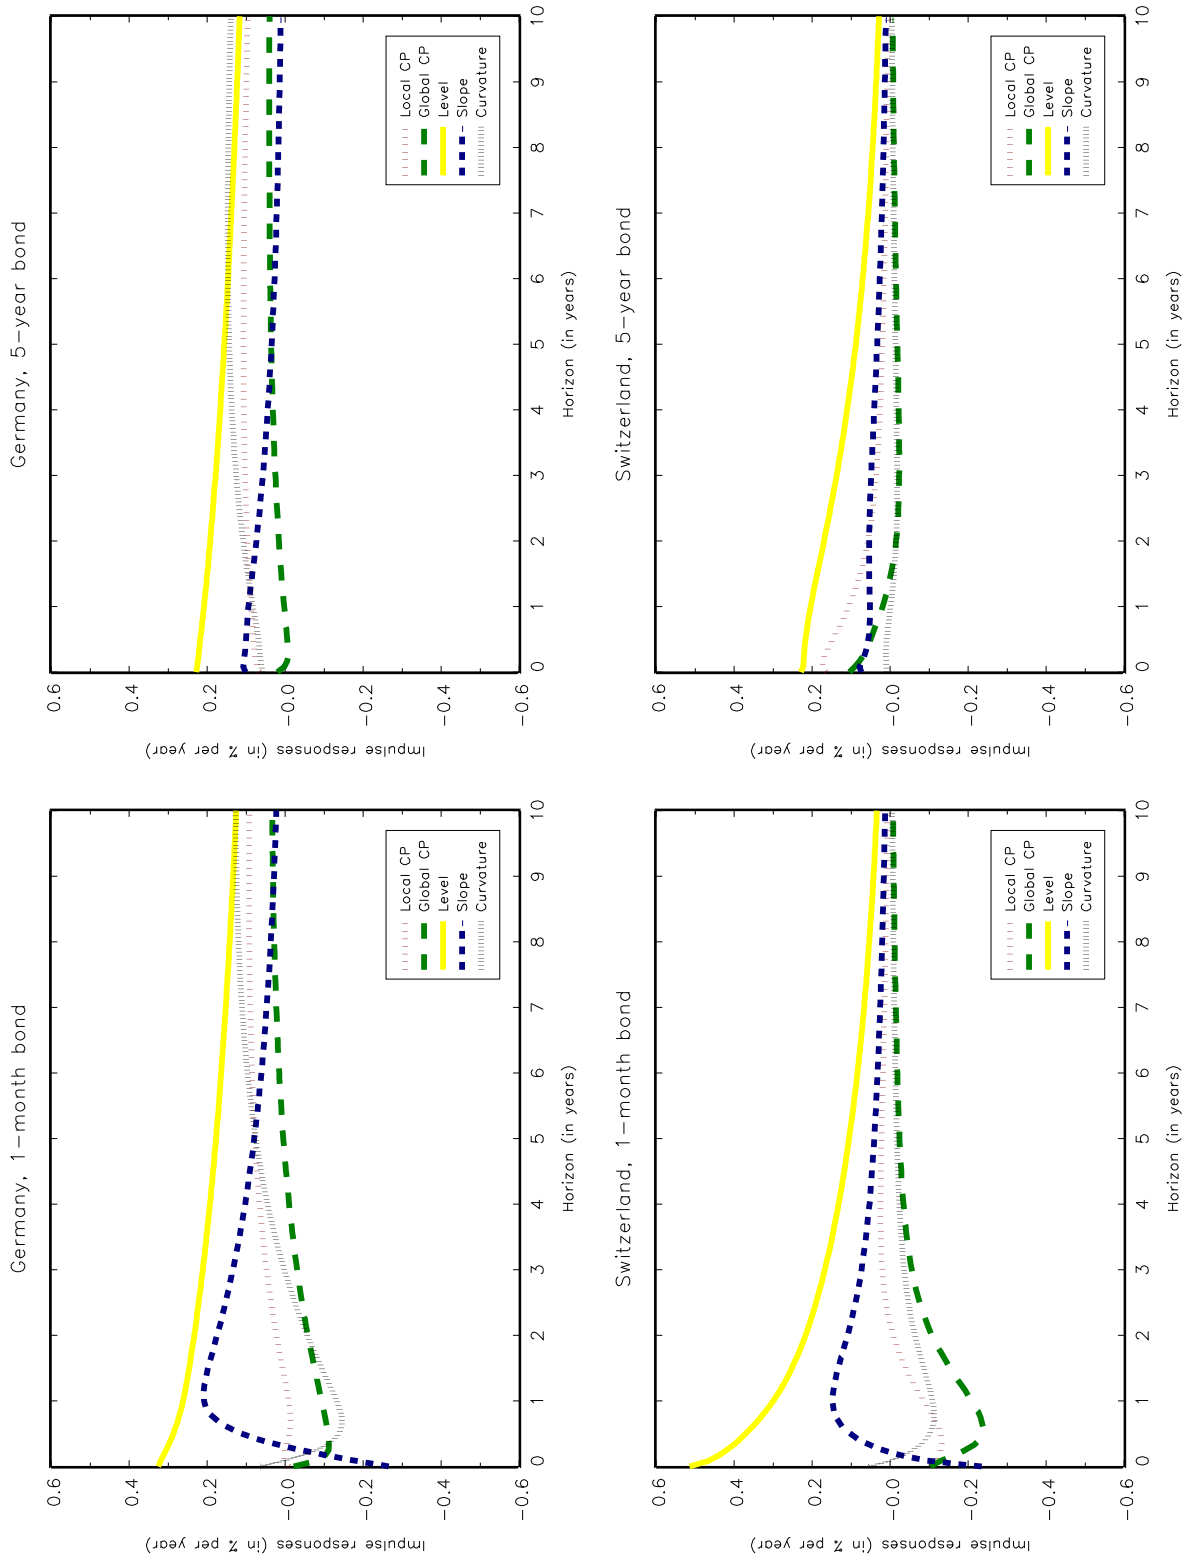 Germany, 1-month bond
Impulse responses (in % per year)
0.6
0.4
0.2
-0.0
-0.2
-0.4
-0.6
Local CP
Global CP
Level
Slope
Curvature
0 1 2 3 4 5 6 7 8 9 10
Horizon (in years)
Germany, 5-year bond
Impulse responses (in % per year)
0.6
0.4
0.2
-0.0
-0.2
-0.4
-0.6
Local CP
Global CP
Level
Slope
Curvature
0 1 2 3 4 5 6 7 8 9 10
Horizon (in years)
Switzerland, 1-month bond
Impulse responses (in % per year)
0.6
0.4
0.2
-0.0
-0.2
-0.4
-0.6
Local CP
Global CP
Level
Slope
Curvature
0 1 2 3 4 5 6 7 8 9 10
Horizon (in years)
Switzerland, 5-year bond
Impulse responses (in % per year)
0.6
0.4
0.2
-0.0
-0.2
-0.4
-0.6
Local CP
Global CP
Level
Slope
Curvature
0 1 2 3 4 5 6 7 8 9 10
Horizon (in years)